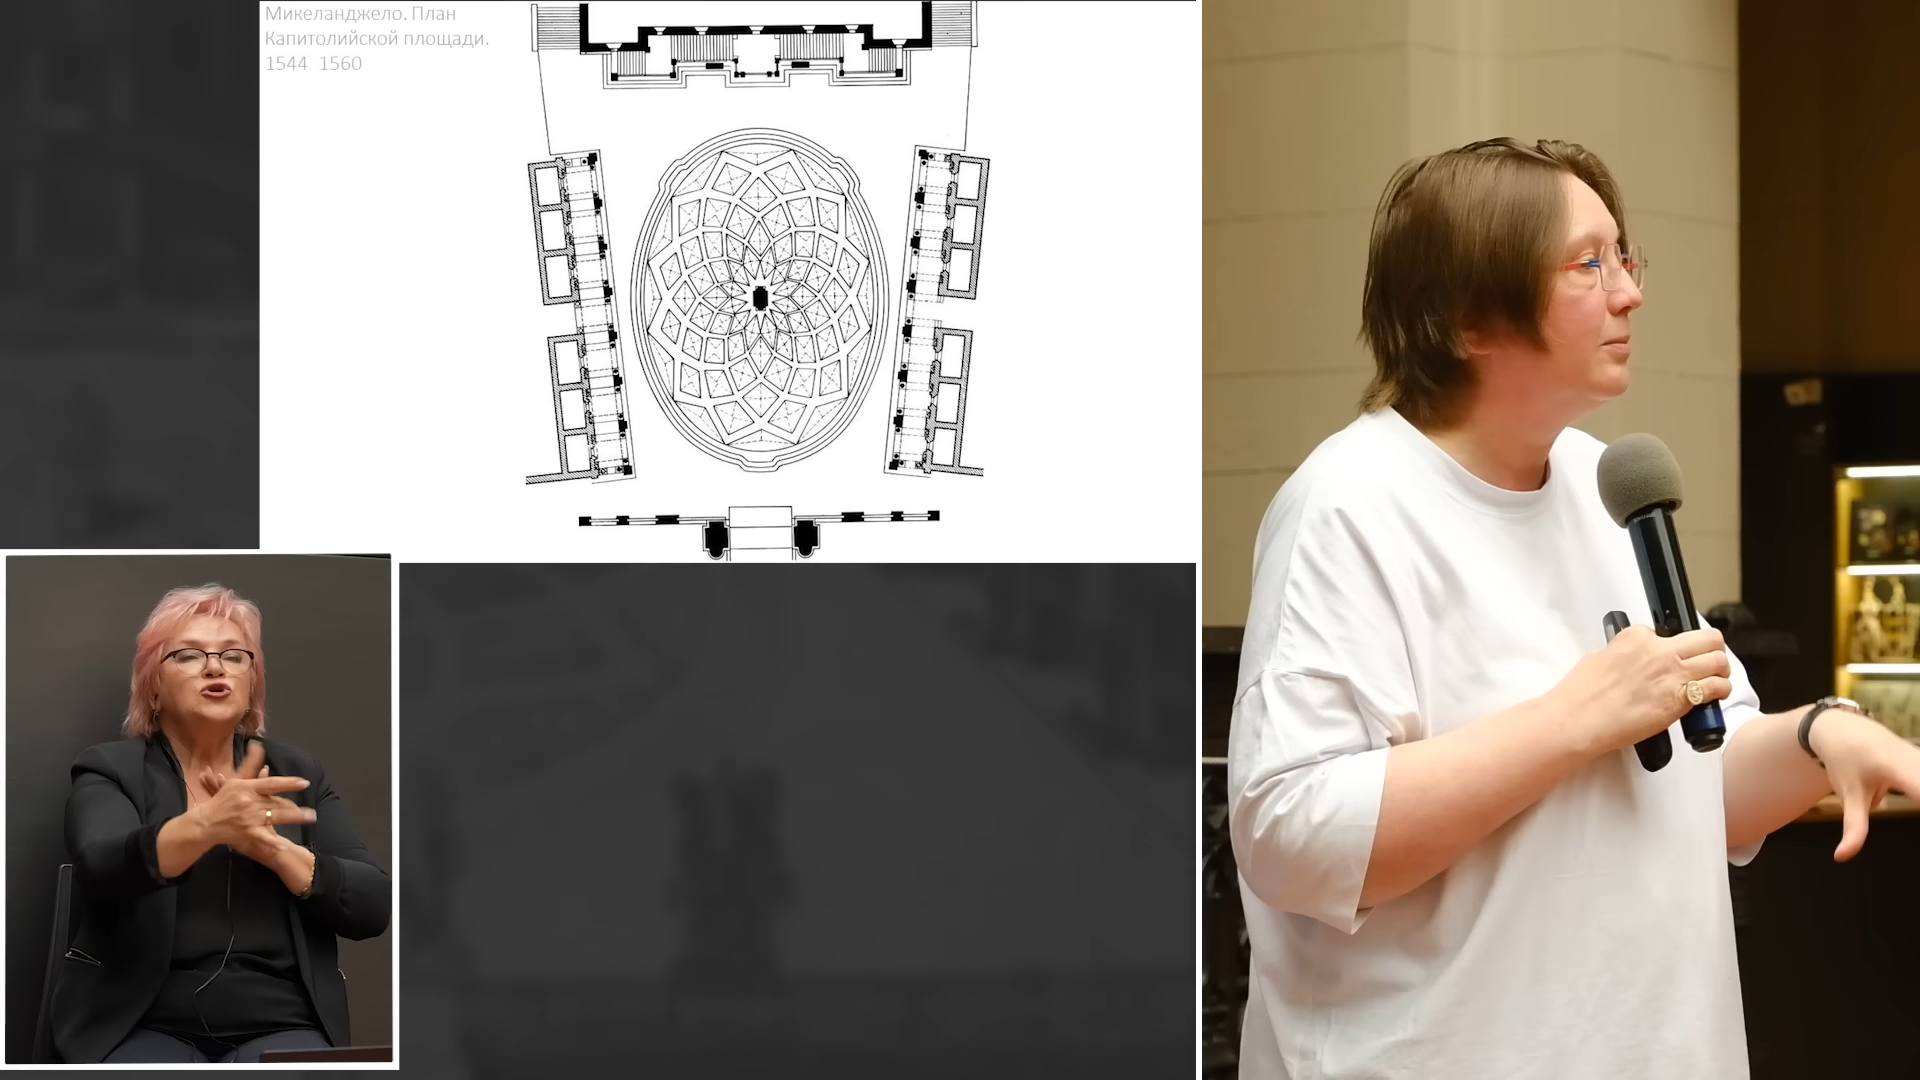 Микеланджело. План
Капитолийской площади.
1544 1560